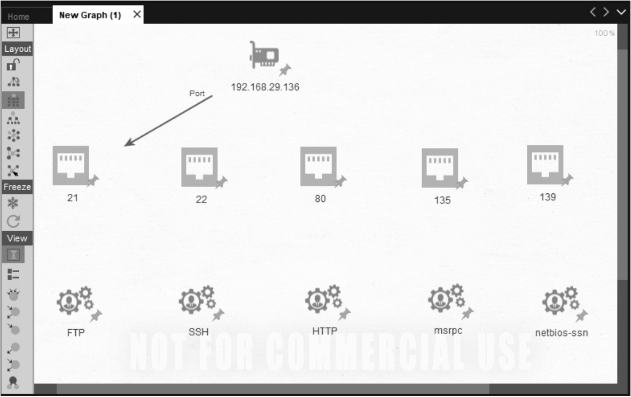 Home
New Graph (1)
100%
Layout
192.168.29.136
Port
21
22
80
135
139
Freeze
View
FTP
SSH
HTTP
msrpc
netbios-ssn
NOT FOR COMMERCIAL USE